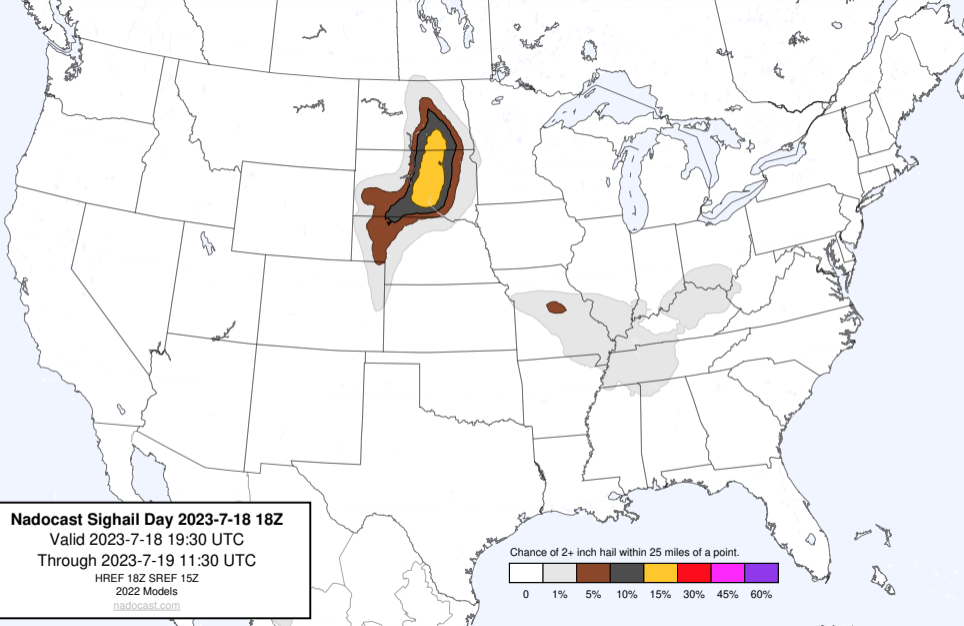 Nadocast Sighail Day 2023-7-18 18Z
Valid 2023-7-18 19:30 UTC
Through 2023-7-19 11:30 UTC
HREF 18Z SREF 15Z
2022 Models
nadocast.com
Chance of 2+ inch hail within 25 miles of a point.
0 1% 5% 10% 15% 30% 45% 60%